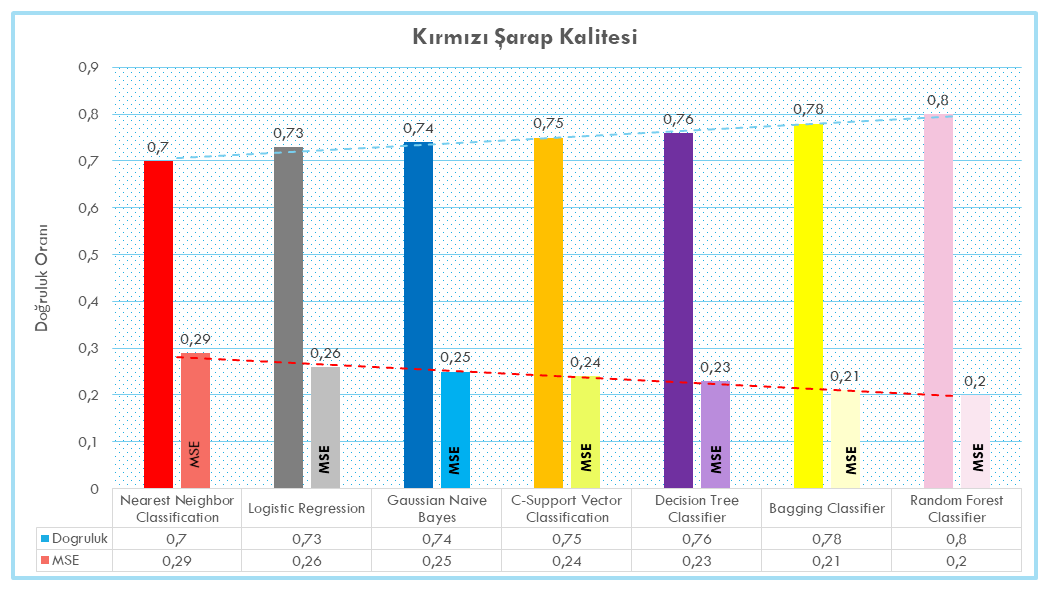 Kırmızı Şarap Kalitesi
Doğruluk Oranı
0,9
0,8
0,7
0,6
0,5
0,4
0,3
0,2
0,1
0
0,7
0,73
0,74
0,75
0,76
0,78
0,8
0,29
0,26
0,25
0,24
0,23
0,21
0,2
MSE
MSE
MSE
MSE
MSE
MSE
MSE
Nearest Neighbor Classification
Logistic Regression
Gaussian Naive Bayes
C-Support Vector Classification
Decision Tree Classifier
Bagging Classifier
Random Forest Classifier
Dogruluk 0,7 0,73 0,74 0,75 0,76 0,78 0,8
MSE 0,29 0,26 0,25 0,24 0,23 0,21 0,2